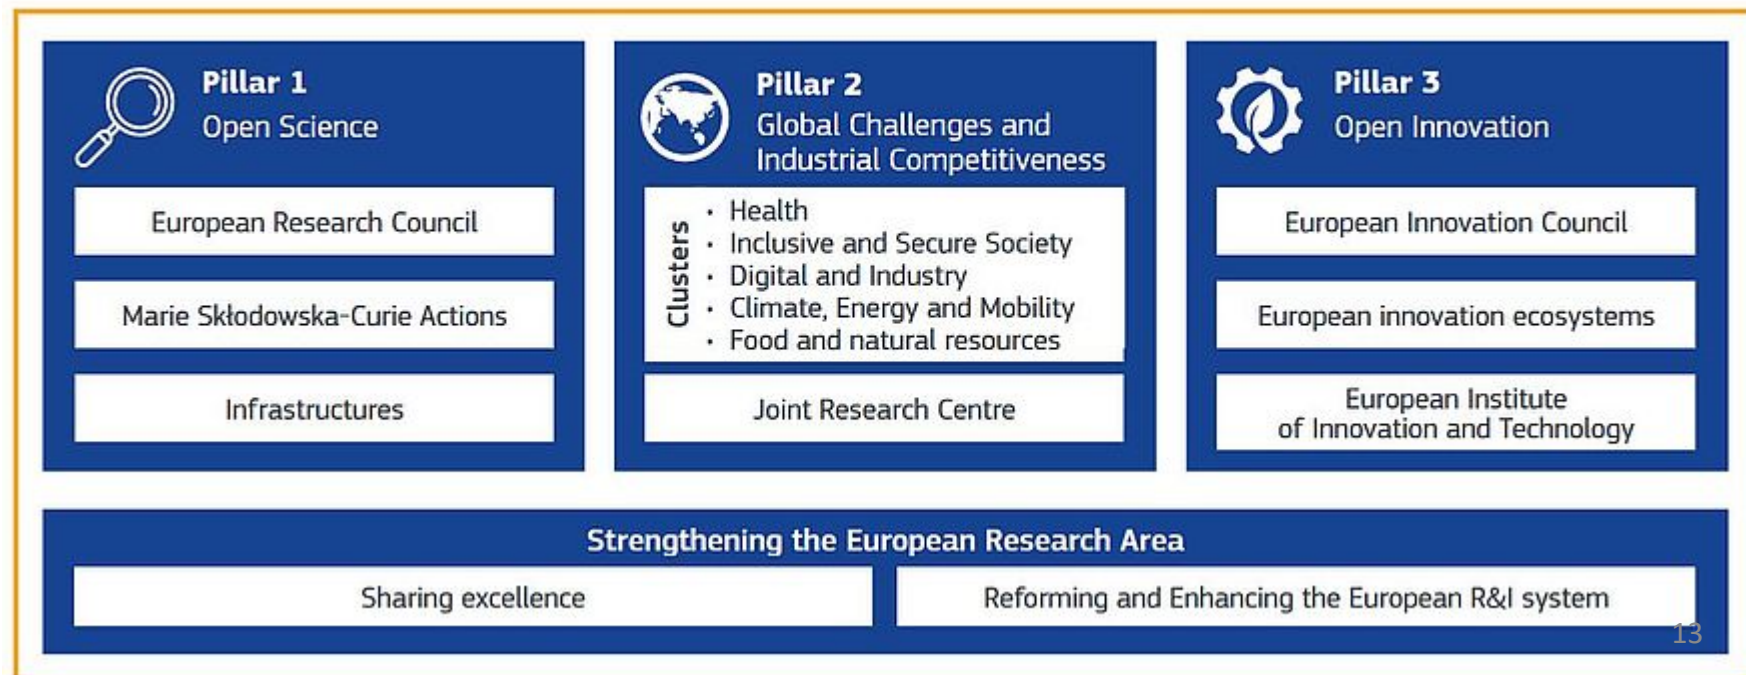 Pillar 1
Open Science
European Research Council
Marie Skłodowska-Curie Actions
Infrastructures
Pillar 2
Global Challenges and
Industrial Competitiveness
Clusters
· Health
· Inclusive and Secure Society
· Digital and Industry
· Climate, Energy and Mobility
· Food and natural resources
Joint Research Centre
Pillar 3
Open Innovation
European Innovation Council
European innovation ecosystems
European Institute
of Innovation and Technology
Strengthening the European Research Area
Sharing excellence
Reforming and Enhancing the European R&I system
13